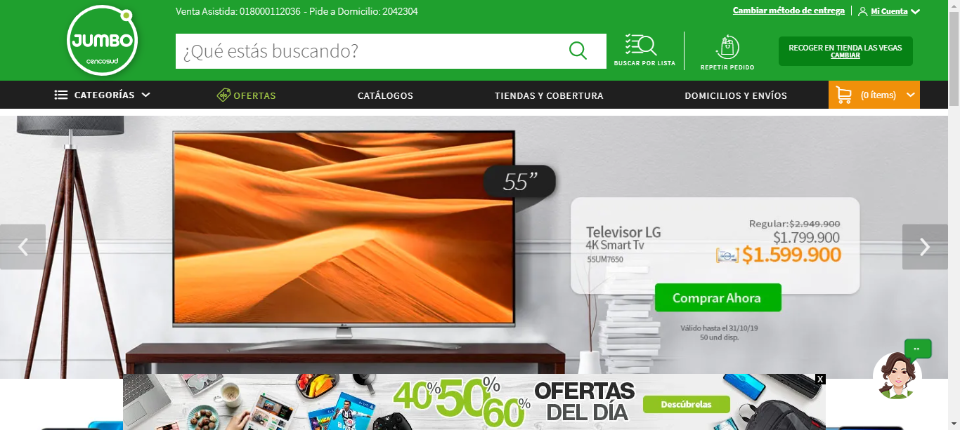 Venta Asistida: 018000112036 - Pide a Domicilio: 2042304
Cambiar método de entrega
Mi Cuenta
JUMBO
cencosud
¿Qué estás buscando?
BUSCAR POR LISTA
REPETIR PEDIDO
RECOGER EN TIENDA LAS VEGAS
CAMBIAR
CATEGORÍAS
OFERTAS
CATÁLOGOS
TIENDAS Y COBERTURA
DOMICILIOS Y ENVÍOS
(0 ítems)
55”
Televisor LG
4K Smart Tv
55UM7650
Regular:$2.949.900
$1.799.900
$1.599.900
Comprar Ahora
Válido hasta el 31/10/19
50 und disp.
40% 50% 60%
OFERTAS
DEL DÍA
Descúbrelas
X